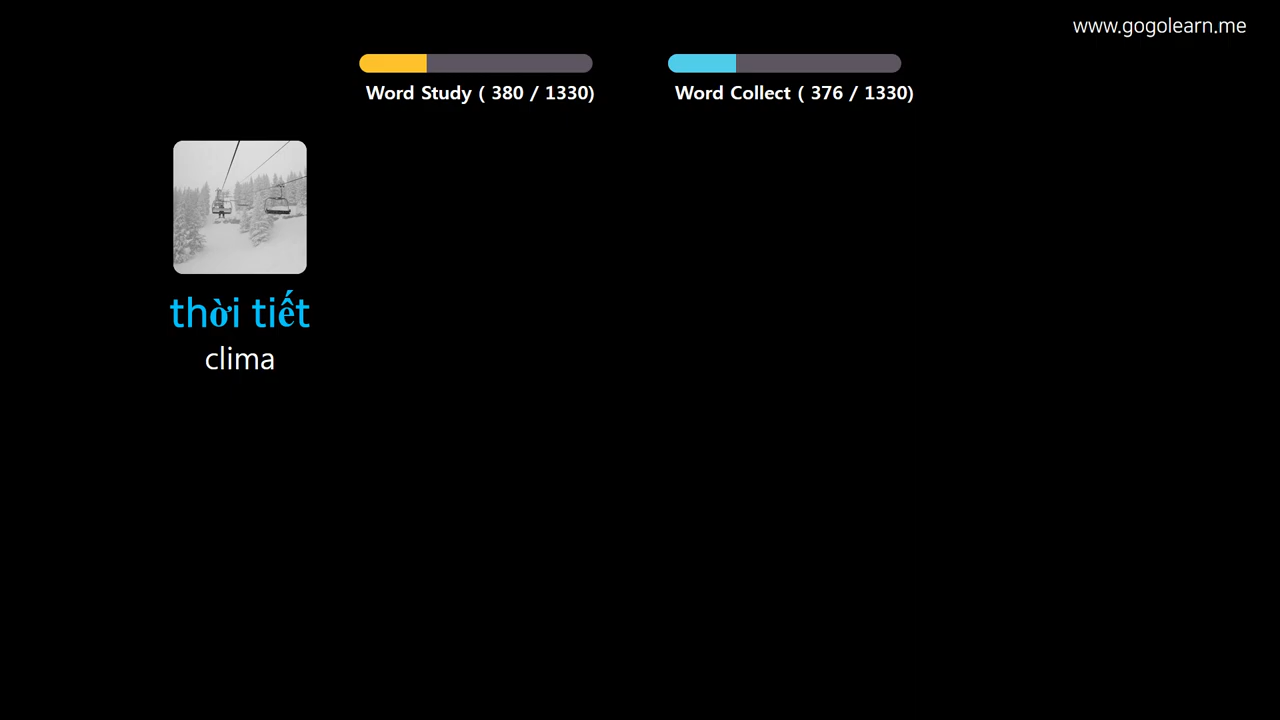 www.gogolearn.me
Word Study ( 380 / 1330)
Word Collect ( 376 / 1330)
thời tiết
clima